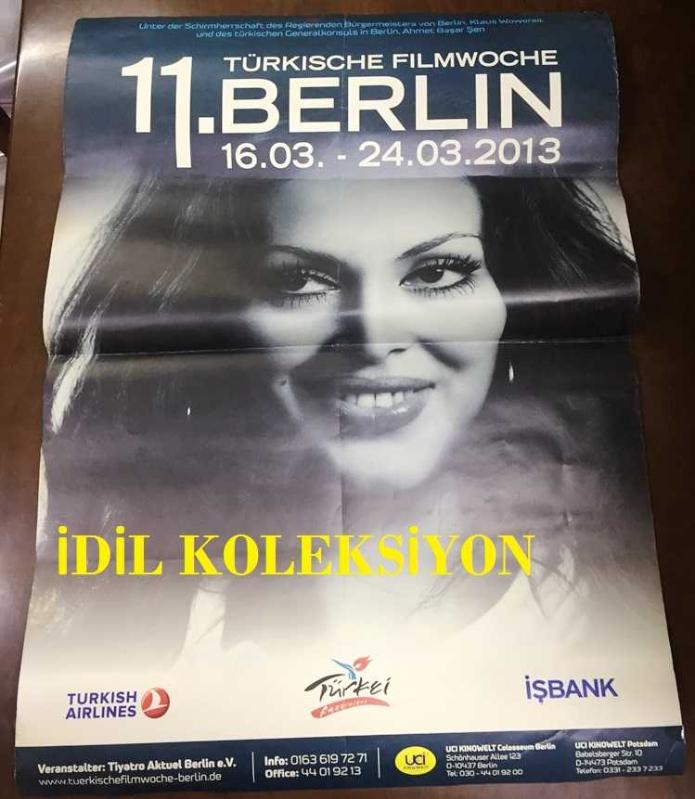 Unter der Schirmherrschaft des Regierenden Bürgermeisters von Berlin, Klaus Wowereit,
und des türkischen Generalkonsuls in Berlin, Ahmet Başar Şen
11. TÜRKISCHE FILMWOCHE
BERLIN
16.03. - 24.03.2013
İDİL KOLEKSİYON
TURKISH
AIRLINES
Türkei
İŞBANK
Veranstalter: Tiyatro Aktuel Berlin e.V.
www.tuerkischefilmwoche-berlin.de
Info: 0163 619 72 71
Office: 44 01 92 13
uci
KINOWELT
UCI KINOWELT Colosseum Berlin
Schönhauser Allee 123
D-10437 Berlin
Tel: 030 - 44 01 92 00
UCI KINOWELT Potsdam
Babelsberger Str. 10
D-14473 Potsdam
Telefon: 0331 - 233 7 233